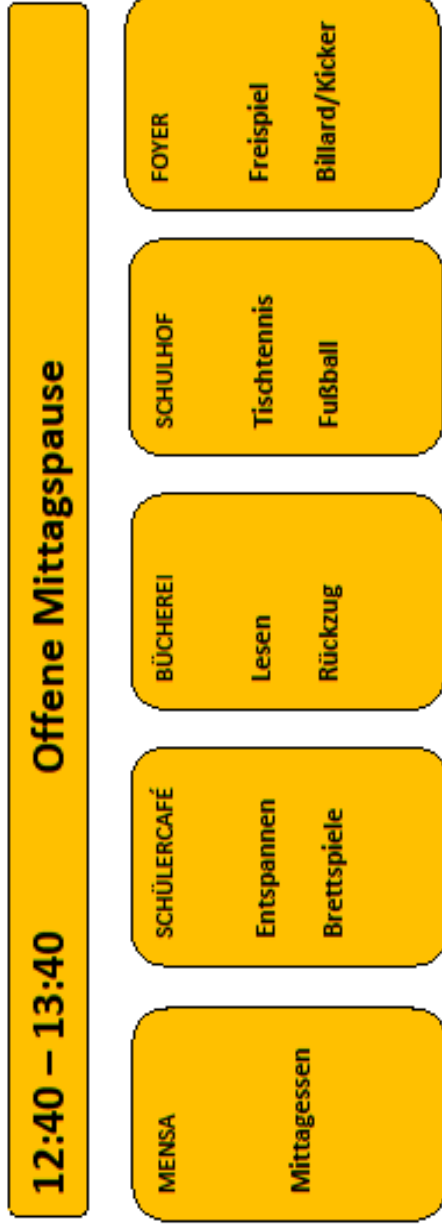 12:40 – 13:40 Offene Mittagspause
MENSA
Mittagessen
SCHÜLERCAFÉ
Entspannen
Brettspiele
BÜCHEREI
Lesen
Rückzug
SCHULHOF
Tischtennis
Fußball
FOYER
Freispiel
Billard/Kicker